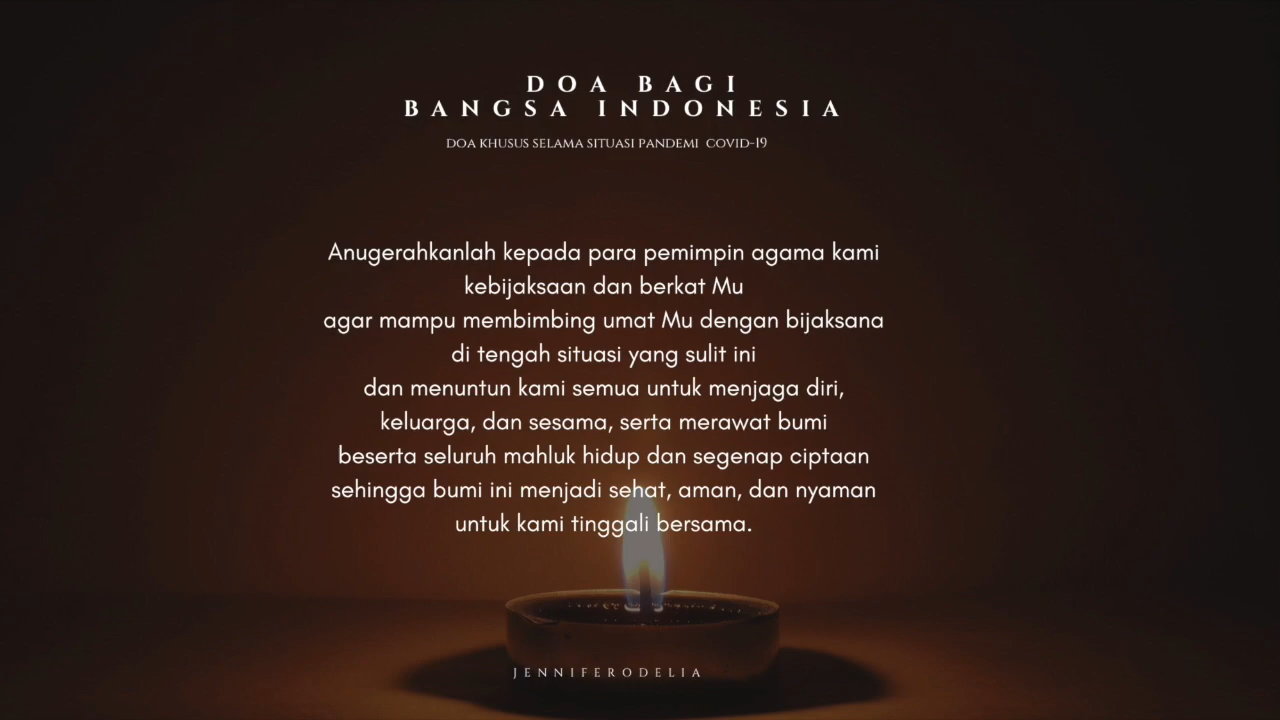 DOA BAGI
BANGSA INDONESIA
DOA KHUSUS SELAMA SITUASI PANDEMI COVID-19
Anugerahkanlah kepada para pemimpin agama kami
kebijaksaan dan berkat Mu
agar mampu membimbing umat Mu dengan bijaksana
di tengah situasi yang sulit ini
dan menuntun kami semua untuk menjaga diri,
keluarga, dan sesama, serta merawat bumi
beserta seluruh mahluk hidup dan segenap ciptaan
sehingga bumi ini menjadi sehat, aman, dan nyaman
untuk kami tinggali bersama.
JENNIFERODELIA